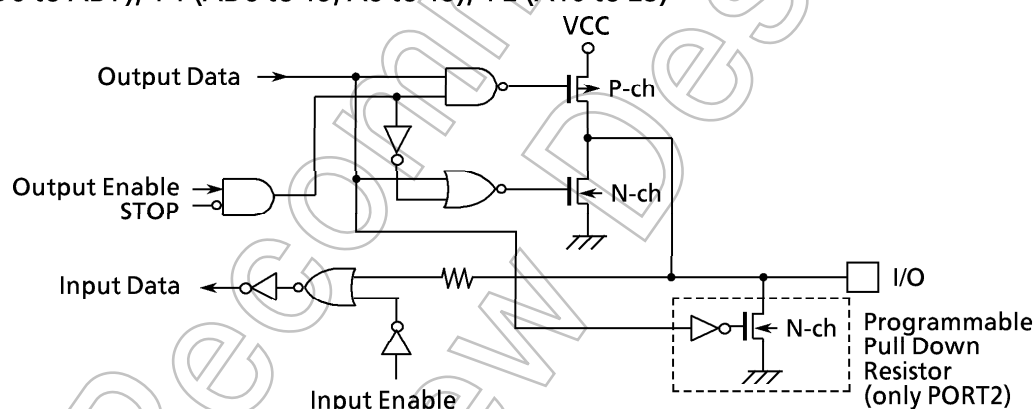 VCC
Output Data
P-ch
Output Enable
STOP
N-ch
Input Data
I/O
N-ch
Programmable
Pull Down
Resistor
(only PORT2)
Input Enable